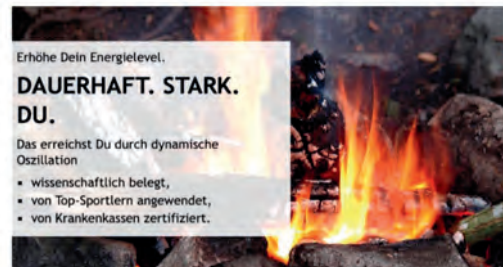 Erhöhe Dein Energielevel.
DAUERHAFT. STARK.
DU.
Das erreichst Du durch dynamische
Oszillation
▪ wissenschaftlich belegt,
▪ von Top-Sportlern angewendet,
▪ von Krankenkassen zertifiziert.